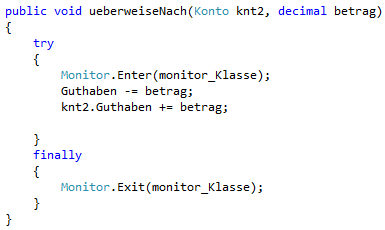 public void ueberweiseNach(Konto knt2, decimal betrag)
{
try
{
Monitor.Enter(monitor_Klasse);
Guthaben -= betrag;
knt2.Guthaben += betrag;
}
finally
{
Monitor.Exit(monitor_Klasse);
}
}